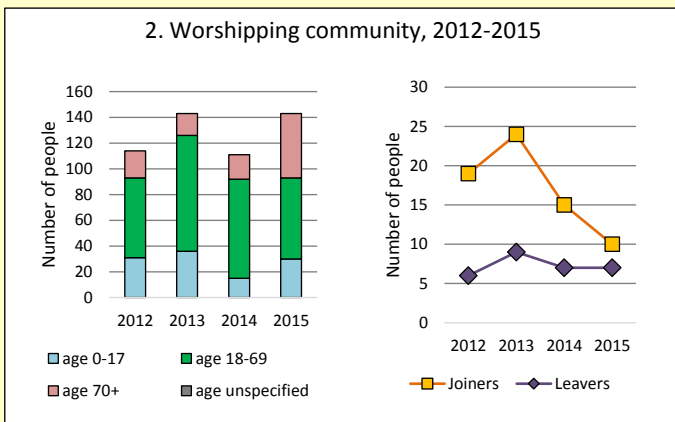 2. Worshipping community, 2012-2015
Number of people
160
140
120
100
80
60
40
20
0
2012 2013 2014 2015
age 0-17 age 18-69
age 70+ age unspecified
Number of people
30
25
20
15
10
5
0
2012 2013 2014 2015
Joiners Leavers